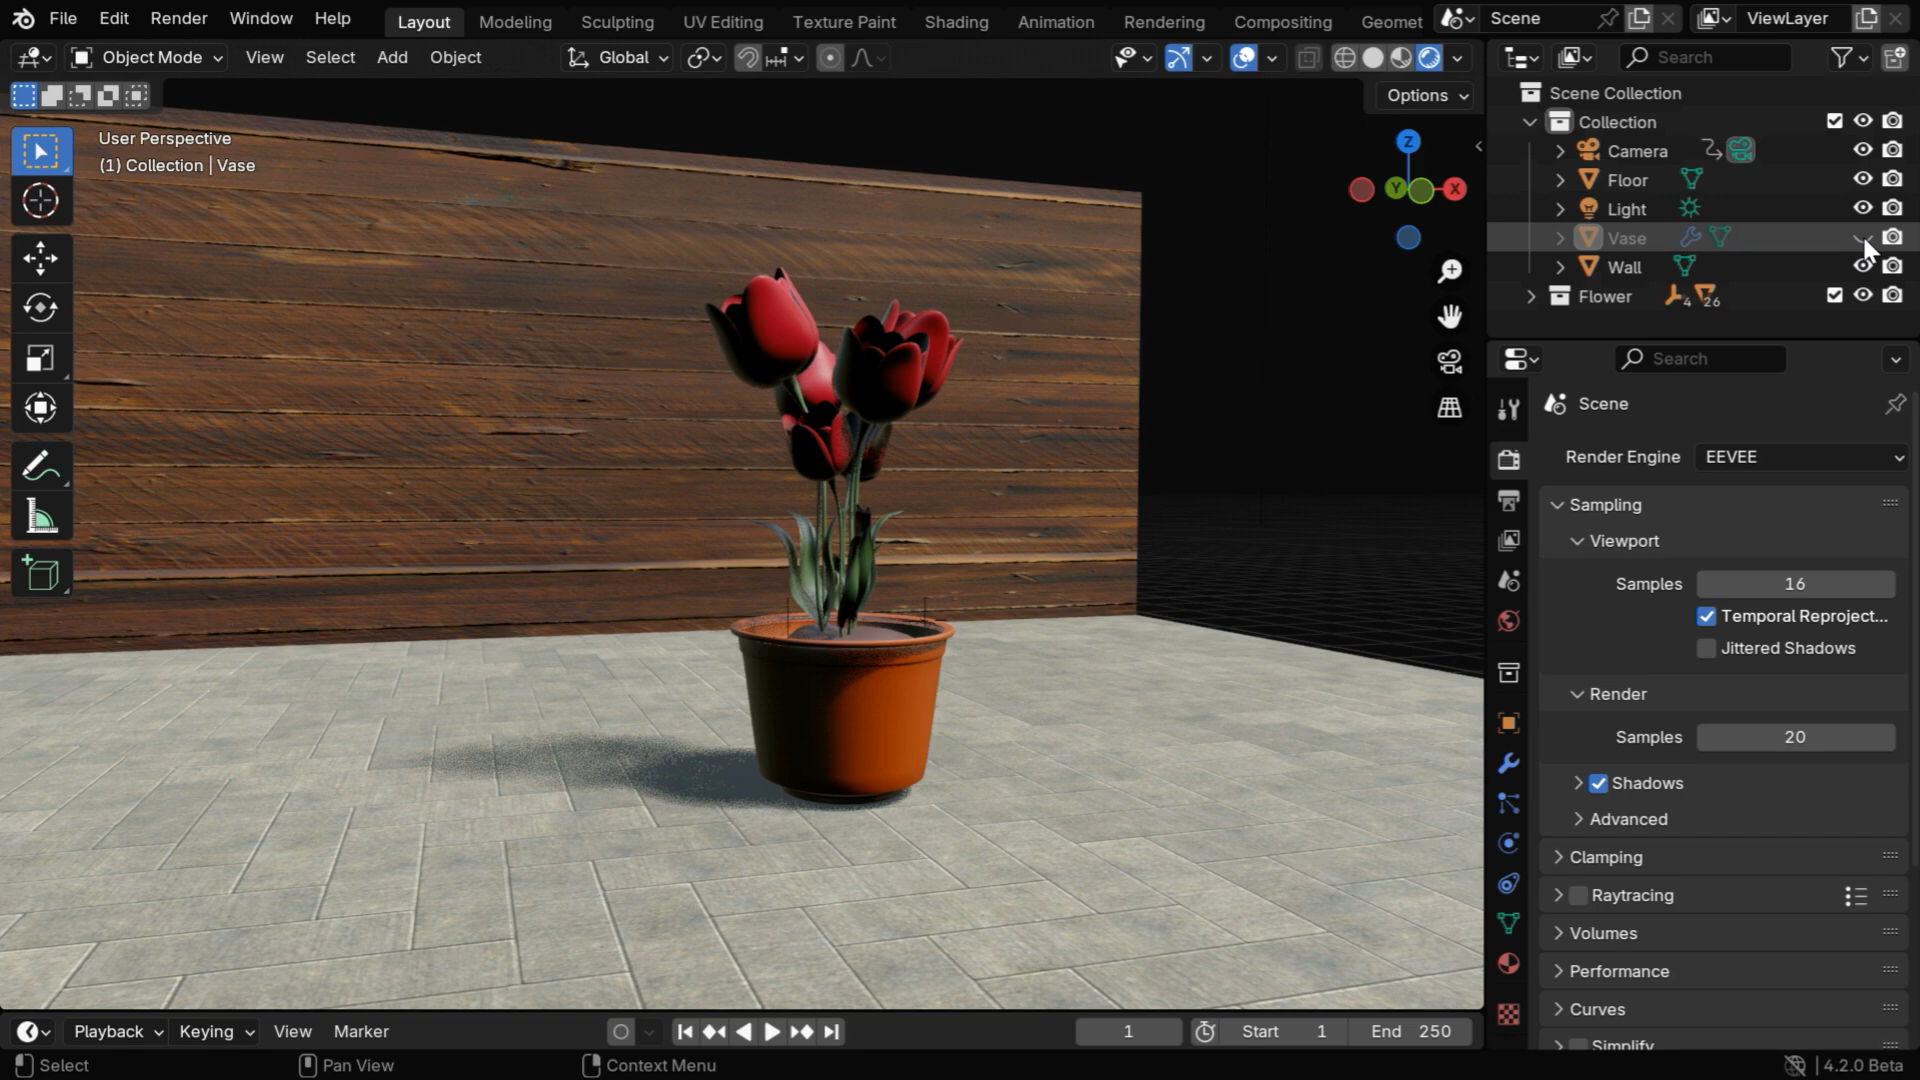 File Edit Render Window Help Layout Modeling Sculpting UV Editing Texture Paint Shading Animation Rendering Compositing Geomet Scene ViewLayer
Object Mode View Select Add Object Global Search
Options
User Perspective
(1) Collection | Vase
Z
Y
X
Scene Collection
Collection
Camera
Floor
Light
Vase
Wall
Flower 4 26
Search
Scene
Render Engine EEVEE
Sampling
Viewport
Samples 16
Temporal Reproject...
Jittered Shadows
Render
Samples 20
Shadows
Advanced
Clamping
Raytracing
Volumes
Performance
Curves
Simplify
Playback Keying View Marker 1 Start 1 End 250
Select Pan View Context Menu 4.2.0 Beta